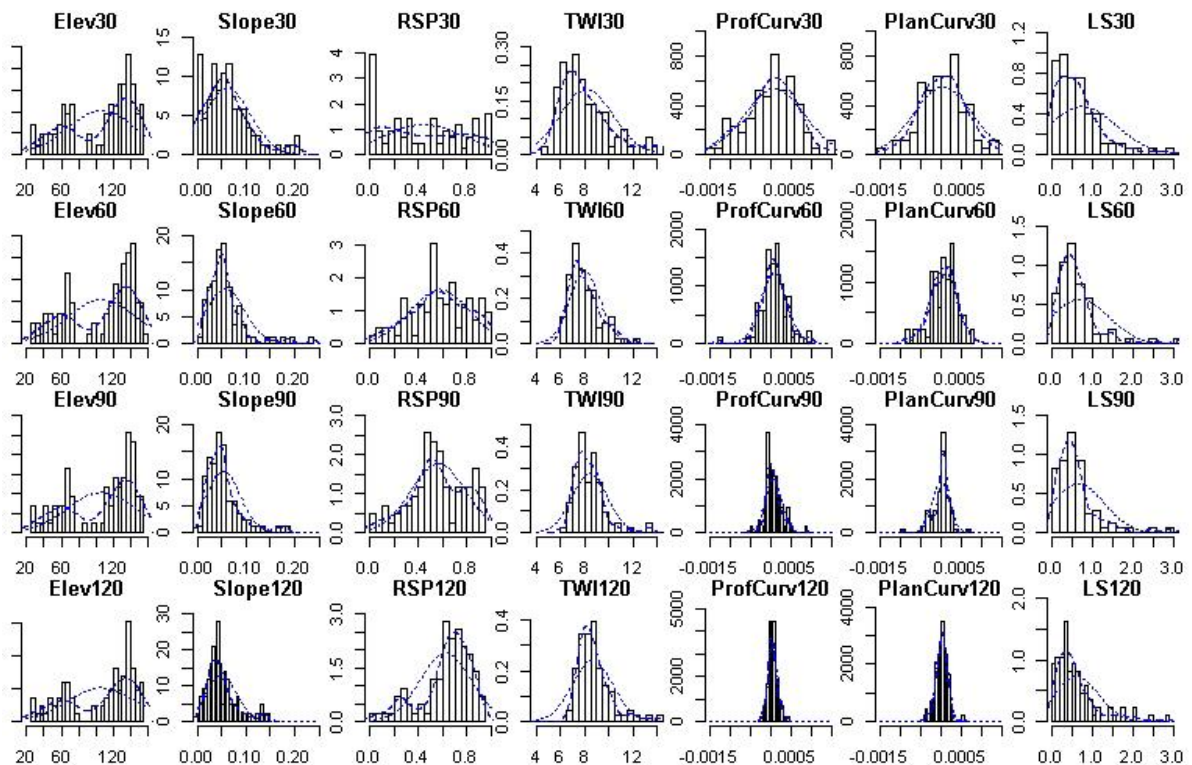 Elev30 Slope30 RSP30 TWI30 ProfCurv30 PlanCurv30 LS30
0 5 10 15
0 1 2 3 4
0.00 0.15 0.30
0 400 800
0 400 800
0.0 0.4 0.8 1.2
20 60 120 0.00 0.10 0.20 0.0 0.4 0.8 4 6 8 12 -0.0015 0.0005 -0.0015 0.0005 0.0 1.0 2.0 3.0
Elev60 Slope60 RSP60 TWI60 ProfCurv60 PlanCurv60 LS60
0 5 10 20
0 1 2 3
0.0 0.2 0.4
0 1000 2000
0 1000 2000
0.0 0.5 1.0 1.5
20 60 120 0.00 0.10 0.20 0.0 0.4 0.8 4 6 8 12 -0.0015 0.0005 -0.0015 0.0005 0.0 1.0 2.0 3.0
Elev90 Slope90 RSP90 TWI90 ProfCurv90 PlanCurv90 LS90
0 5 10 20
0.0 1.0 2.0 3.0
0.0 0.2 0.4
0 2000 4000
0 2000 4000
0.0 0.5 1.0 1.5
20 60 120 0.00 0.10 0.20 0.0 0.4 0.8 4 6 8 12 -0.0015 0.0005 -0.0015 0.0005 0.0 1.0 2.0 3.0
Elev120 Slope120 RSP120 TWI120 ProfCurv120 PlanCurv120 LS120
0 10 20 30
0.0 1.5 3.0
0.0 0.2 0.4
0 2000 5000
0 2000 4000
0.0 1.0 2.0
20 60 120 0.00 0.10 0.20 0.0 0.4 0.8 4 6 8 12 -0.0015 0.0005 -0.0015 0.0005 0.0 1.0 2.0 3.0